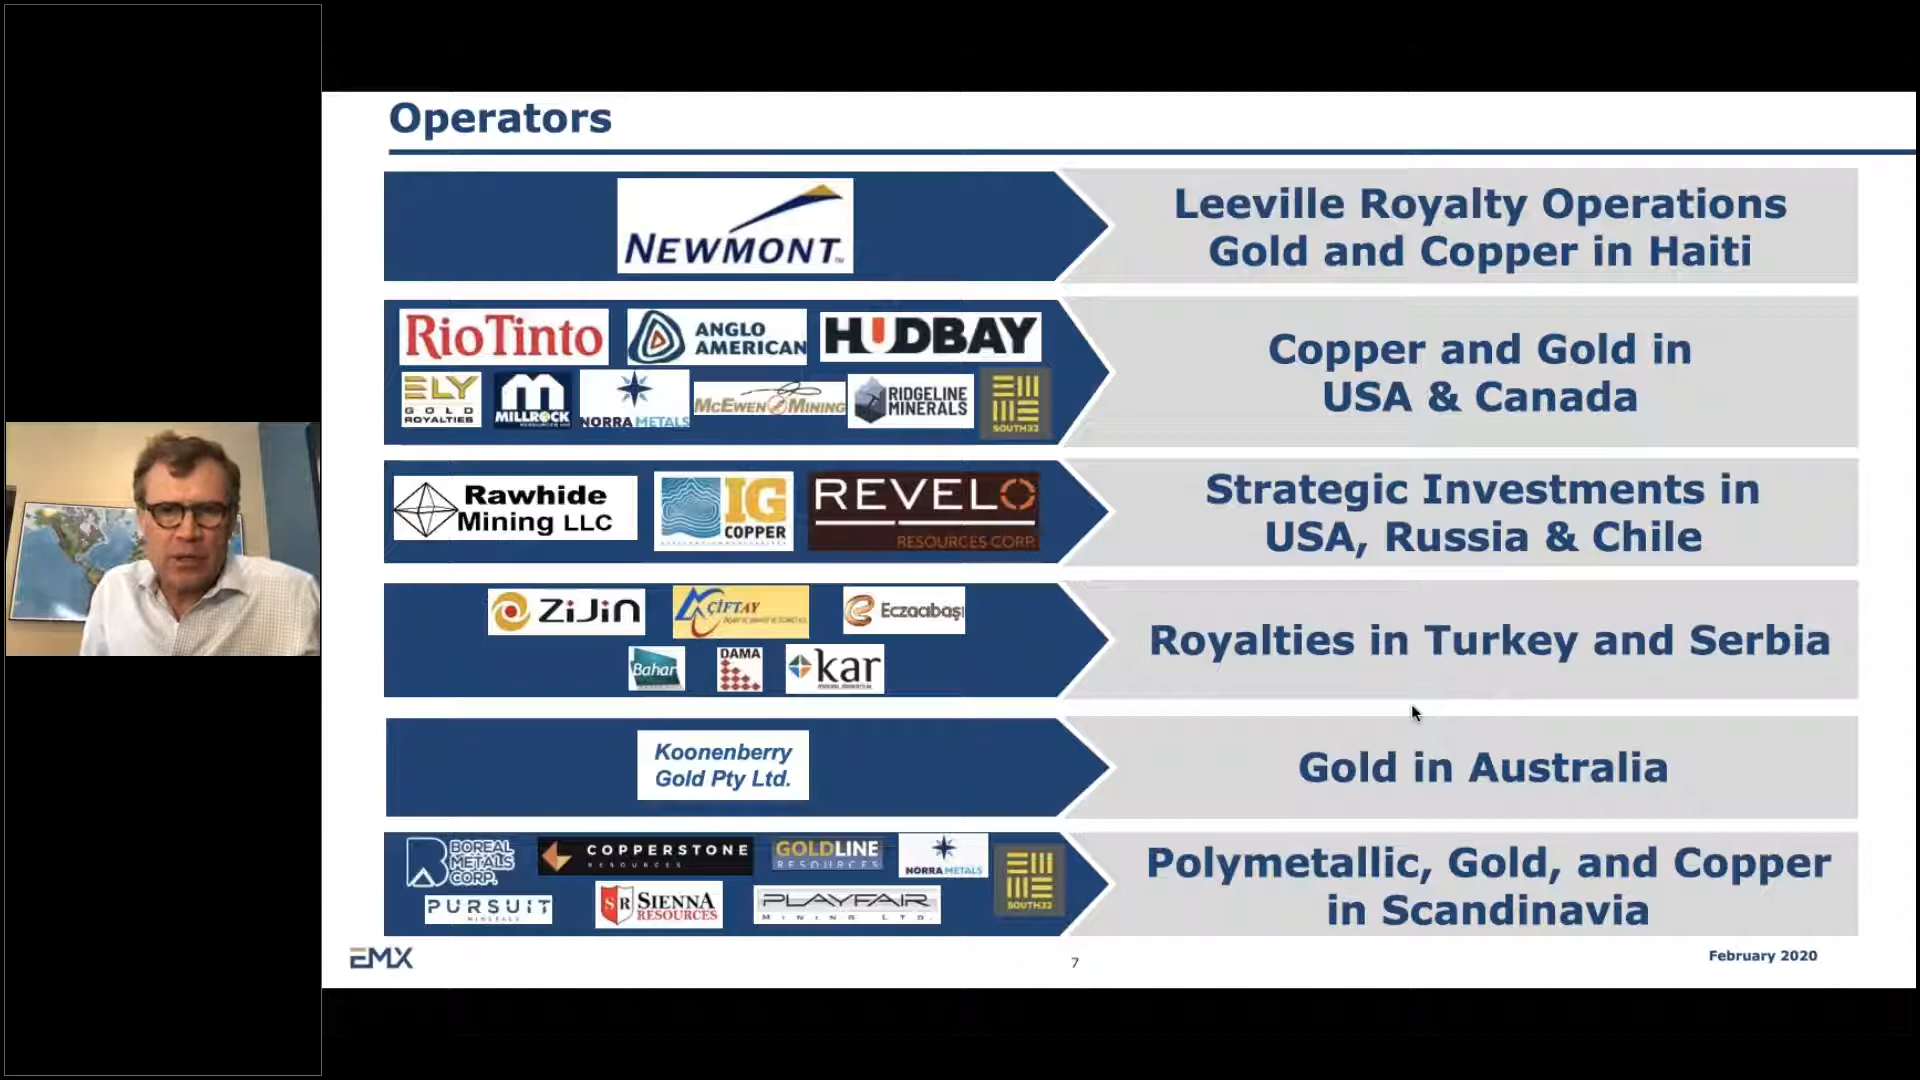 Operators
NEWMONT
Leeville Royalty Operations
Gold and Copper in Haiti
RioTinto
ANGLO
AMERICAN
HUDBAY
ELY
GOLD
ROYALTIES
MILLROCK
NORRA METALS
McEWEN MINING
RIDGELINE
MINERALS
SOUTH32
Copper and Gold in
USA & Canada
Rawhide
Mining LLC
IG
COPPER
REVELO
RESOURCES CORP.
Strategic Investments in
USA, Russia & Chile
ZiJin
ÇİFTAY
Eczacıbaşı
Bahar
DAMA
kar
Royalties in Turkey and Serbia
Koonenberry
Gold Pty Ltd.
Gold in Australia
BOREAL
METALS
CORP.
COPPERSTONE
RESOURCES
GOLDLINE
RESOURCES
NORRA METALS
SOUTH32
PURSUIT
MINERALS
SR SIENNA
RESOURCES
PLAYFAIR
MINING LTD.
Polymetallic, Gold, and Copper
in Scandinavia
EMX
7
February 2020